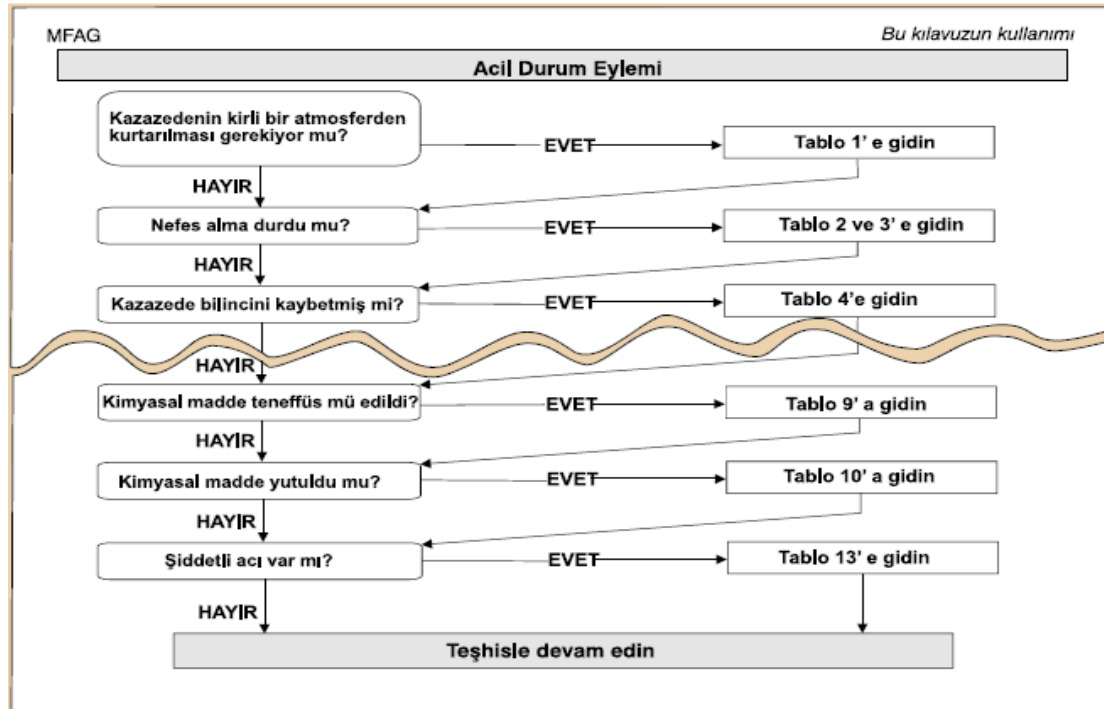 MFAG
Bu kılavuzun kullanımı
Acil Durum Eylemi
Kazazedenin kirli bir atmosferden
kurtarılması gerekiyor mu?
EVET
Tablo 1' e gidin
HAYIR
Nefes alma durdu mu?
EVET
Tablo 2 ve 3' e gidin
HAYIR
Kazazede bilincini kaybetmiş mi?
EVET
Tablo 4'e gidin
HAYIR
Kimyasal madde teneffüs mü edildi?
EVET
Tablo 9' a gidin
HAYIR
Kimyasal madde yutuldu mu?
EVET
Tablo 10' a gidin
HAYIR
Şiddetli acı var mı?
EVET
Tablo 13' e gidin
HAYIR
Teşhisle devam edin